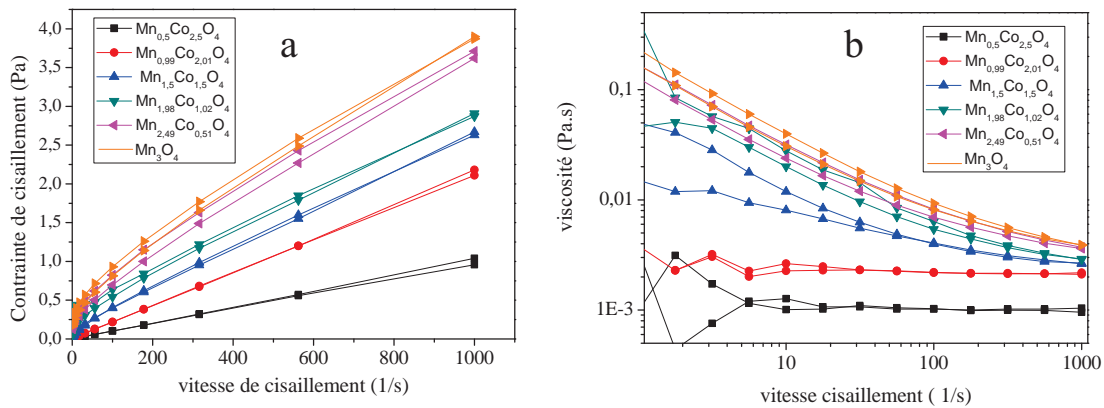 a
Mn0,5Co2,5O4
Mn0,99Co2,01O4
Mn1,5Co1,5O4
Mn1,98Co1,02O4
Mn2,49Co0,51O4
Mn3O4
Contrainte de cisaillement (Pa)
4.0
3.5
3.0
2.5
2.0
1.5
1.0
0.5
0.0
0
200
400
600
800
1000
vitesse de cisaillement (1/s)
b
Mn0,5Co2,5O4
Mn0,99Co2,01O4
Mn1,5Co1,5O4
Mn1,98Co1,02O4
Mn2,49Co0,51O4
Mn3O4
viscosité (Pa.s)
0,1
0,01
1E-3
10
100
1000
vitesse cisaillement ( 1/s)